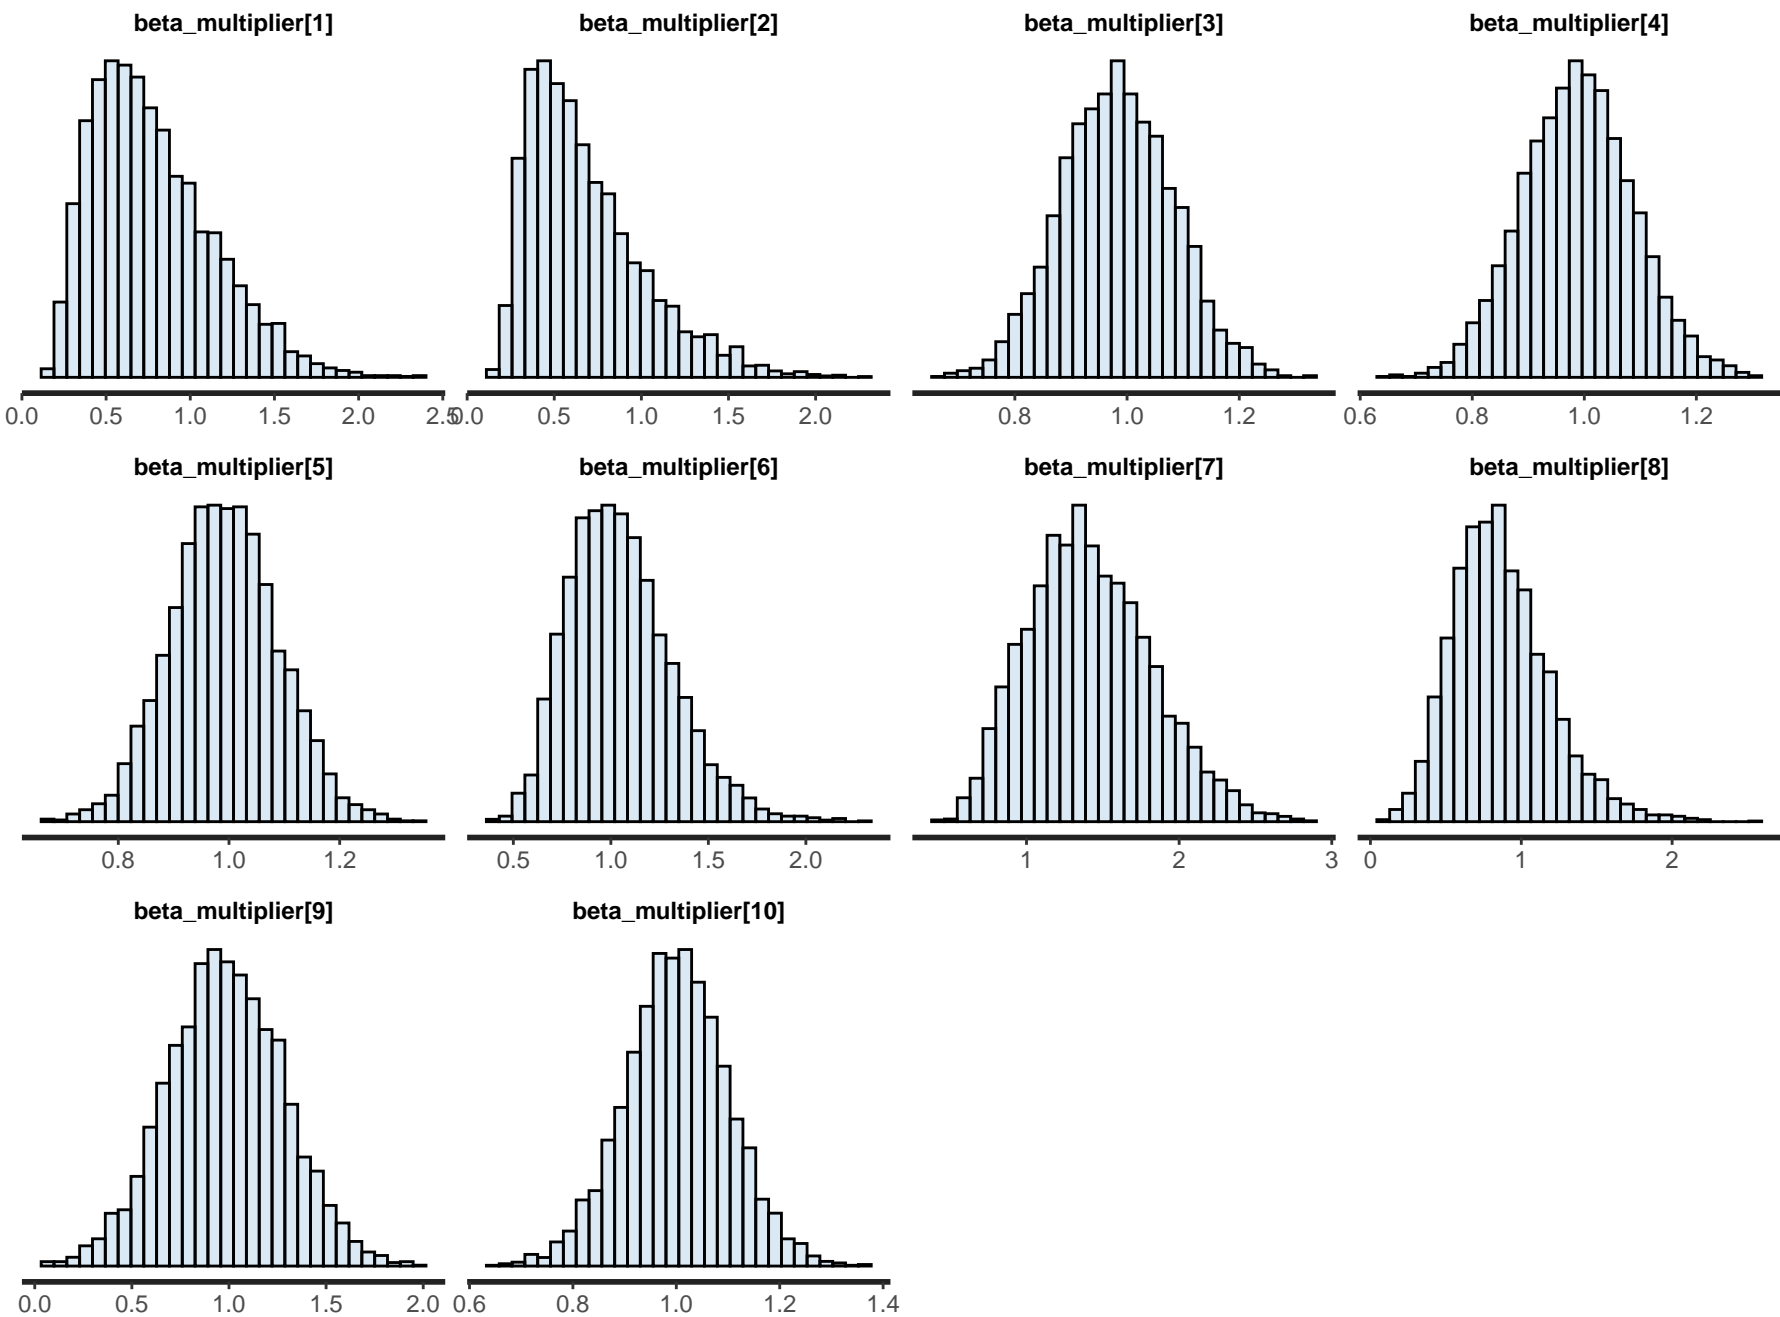 beta_multiplier[1] beta_multiplier[2] beta_multiplier[3] beta_multiplier[4]
0.0 0.5 1.0 1.5 2.0 2.5 0.0 0.5 1.0 1.5 2.0 0.8 1.0 1.2 0.6 0.8 1.0 1.2
beta_multiplier[5] beta_multiplier[6] beta_multiplier[7] beta_multiplier[8]
0.8 1.0 1.2 0.5 1.0 1.5 2.0 1 2 3 0 1 2
beta_multiplier[9] beta_multiplier[10]
0.0 0.5 1.0 1.5 2.0 0.6 0.8 1.0 1.2 1.4